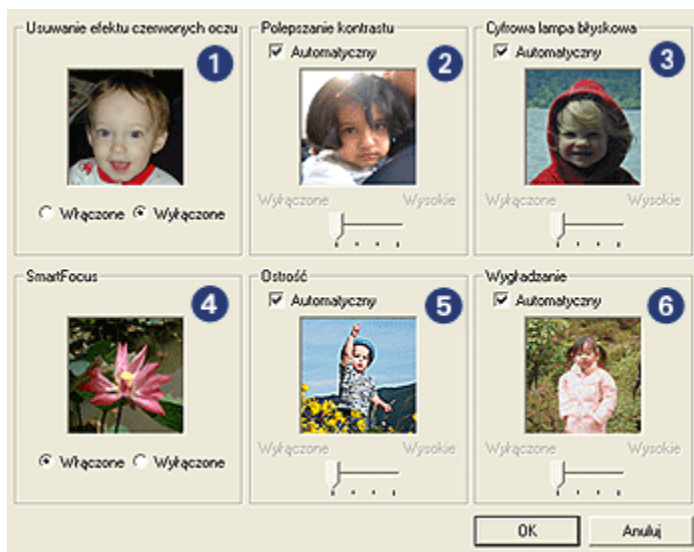 Usuwanie efektu czerwonych oczu
1
Włączone Wyłączone
Polepszanie kontrastu
Automatyczny
2
Wyłączone Wysokie
Cyfrowa lampa błyskowa
Automatyczny
3
Wyłączone Wysokie
SmartFocus
4
Włączone Wyłączone
Ostrość
Automatyczny
5
Wyłączone Wysokie
Wygładzanie
Automatyczny
6
Wyłączone Wysokie
OK Anuluj